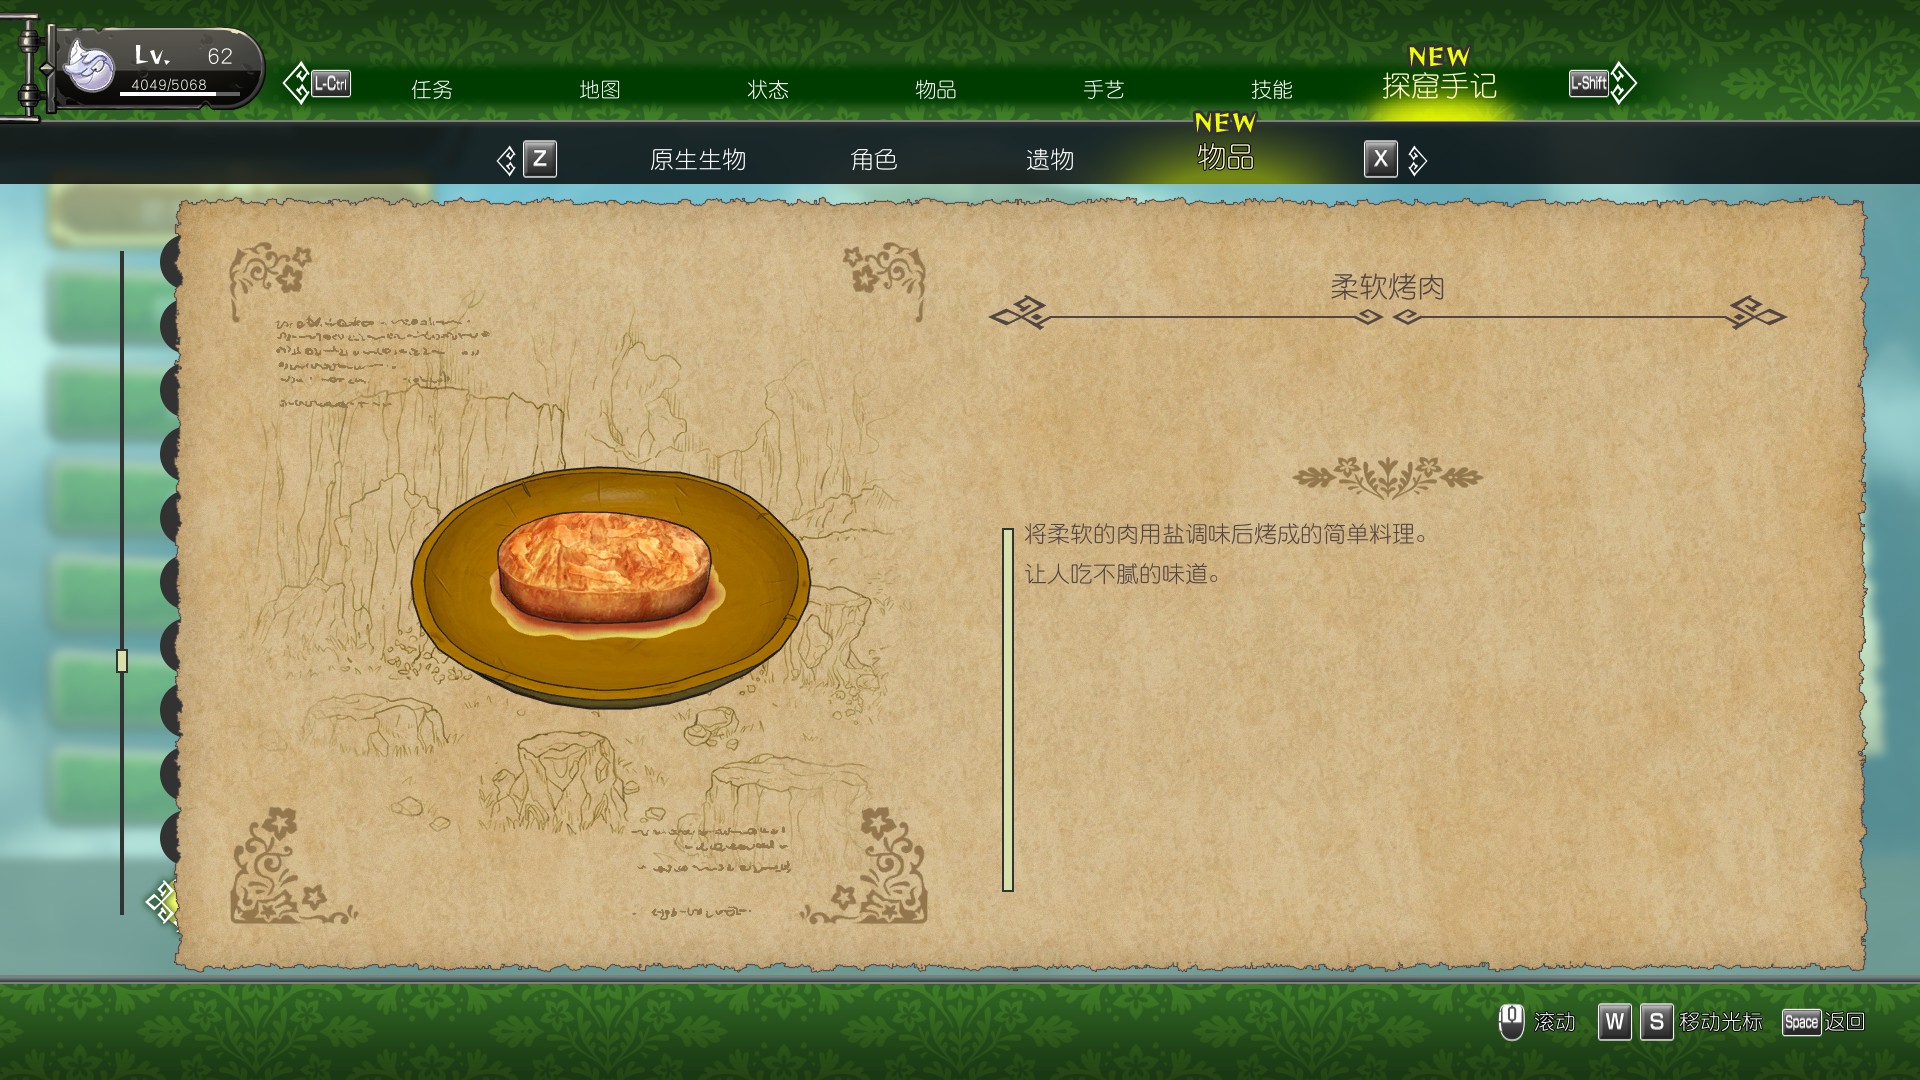 Lv. 62
4049/5068
L-Ctrl
任务
地图
状态
物品
手艺
技能
NEW
探窟手记
L-Shift
Z
原生生物
角色
遗物
NEW
物品
X
柔软烤肉
将柔软的肉用盐调味后烤成的简单料理。
让人吃不腻的味道。
滚动
W
S
移动光标
Space
返回